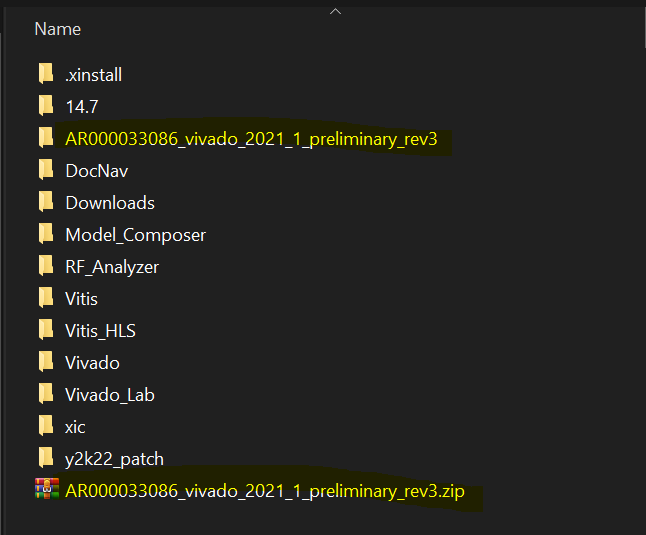 Name
.xinstall
14.7
AR000033086_vivado_2021_1_preliminary_rev3
DocNav
Downloads
Model_Composer
RF_Analyzer
Vitis
Vitis_HLS
Vivado
Vivado_Lab
xic
y2k22_patch
AR000033086_vivado_2021_1_preliminary_rev3.zip